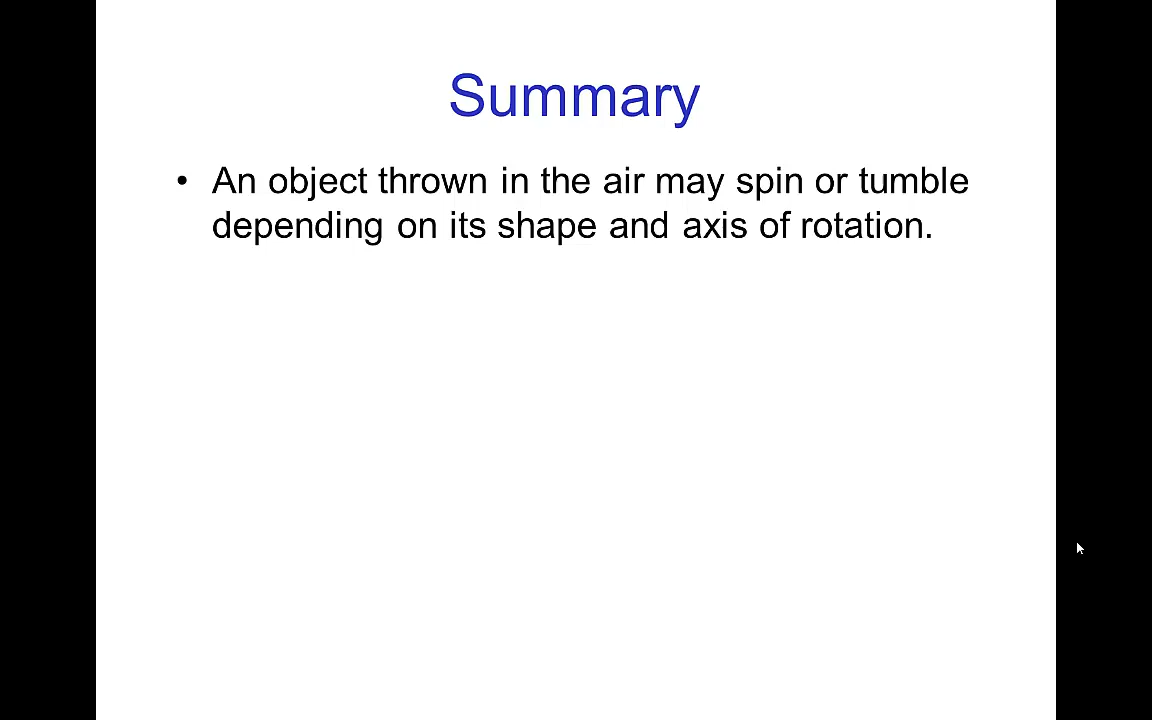 Summary
• An object thrown in the air may spin or tumble
depending on its shape and axis of rotation.